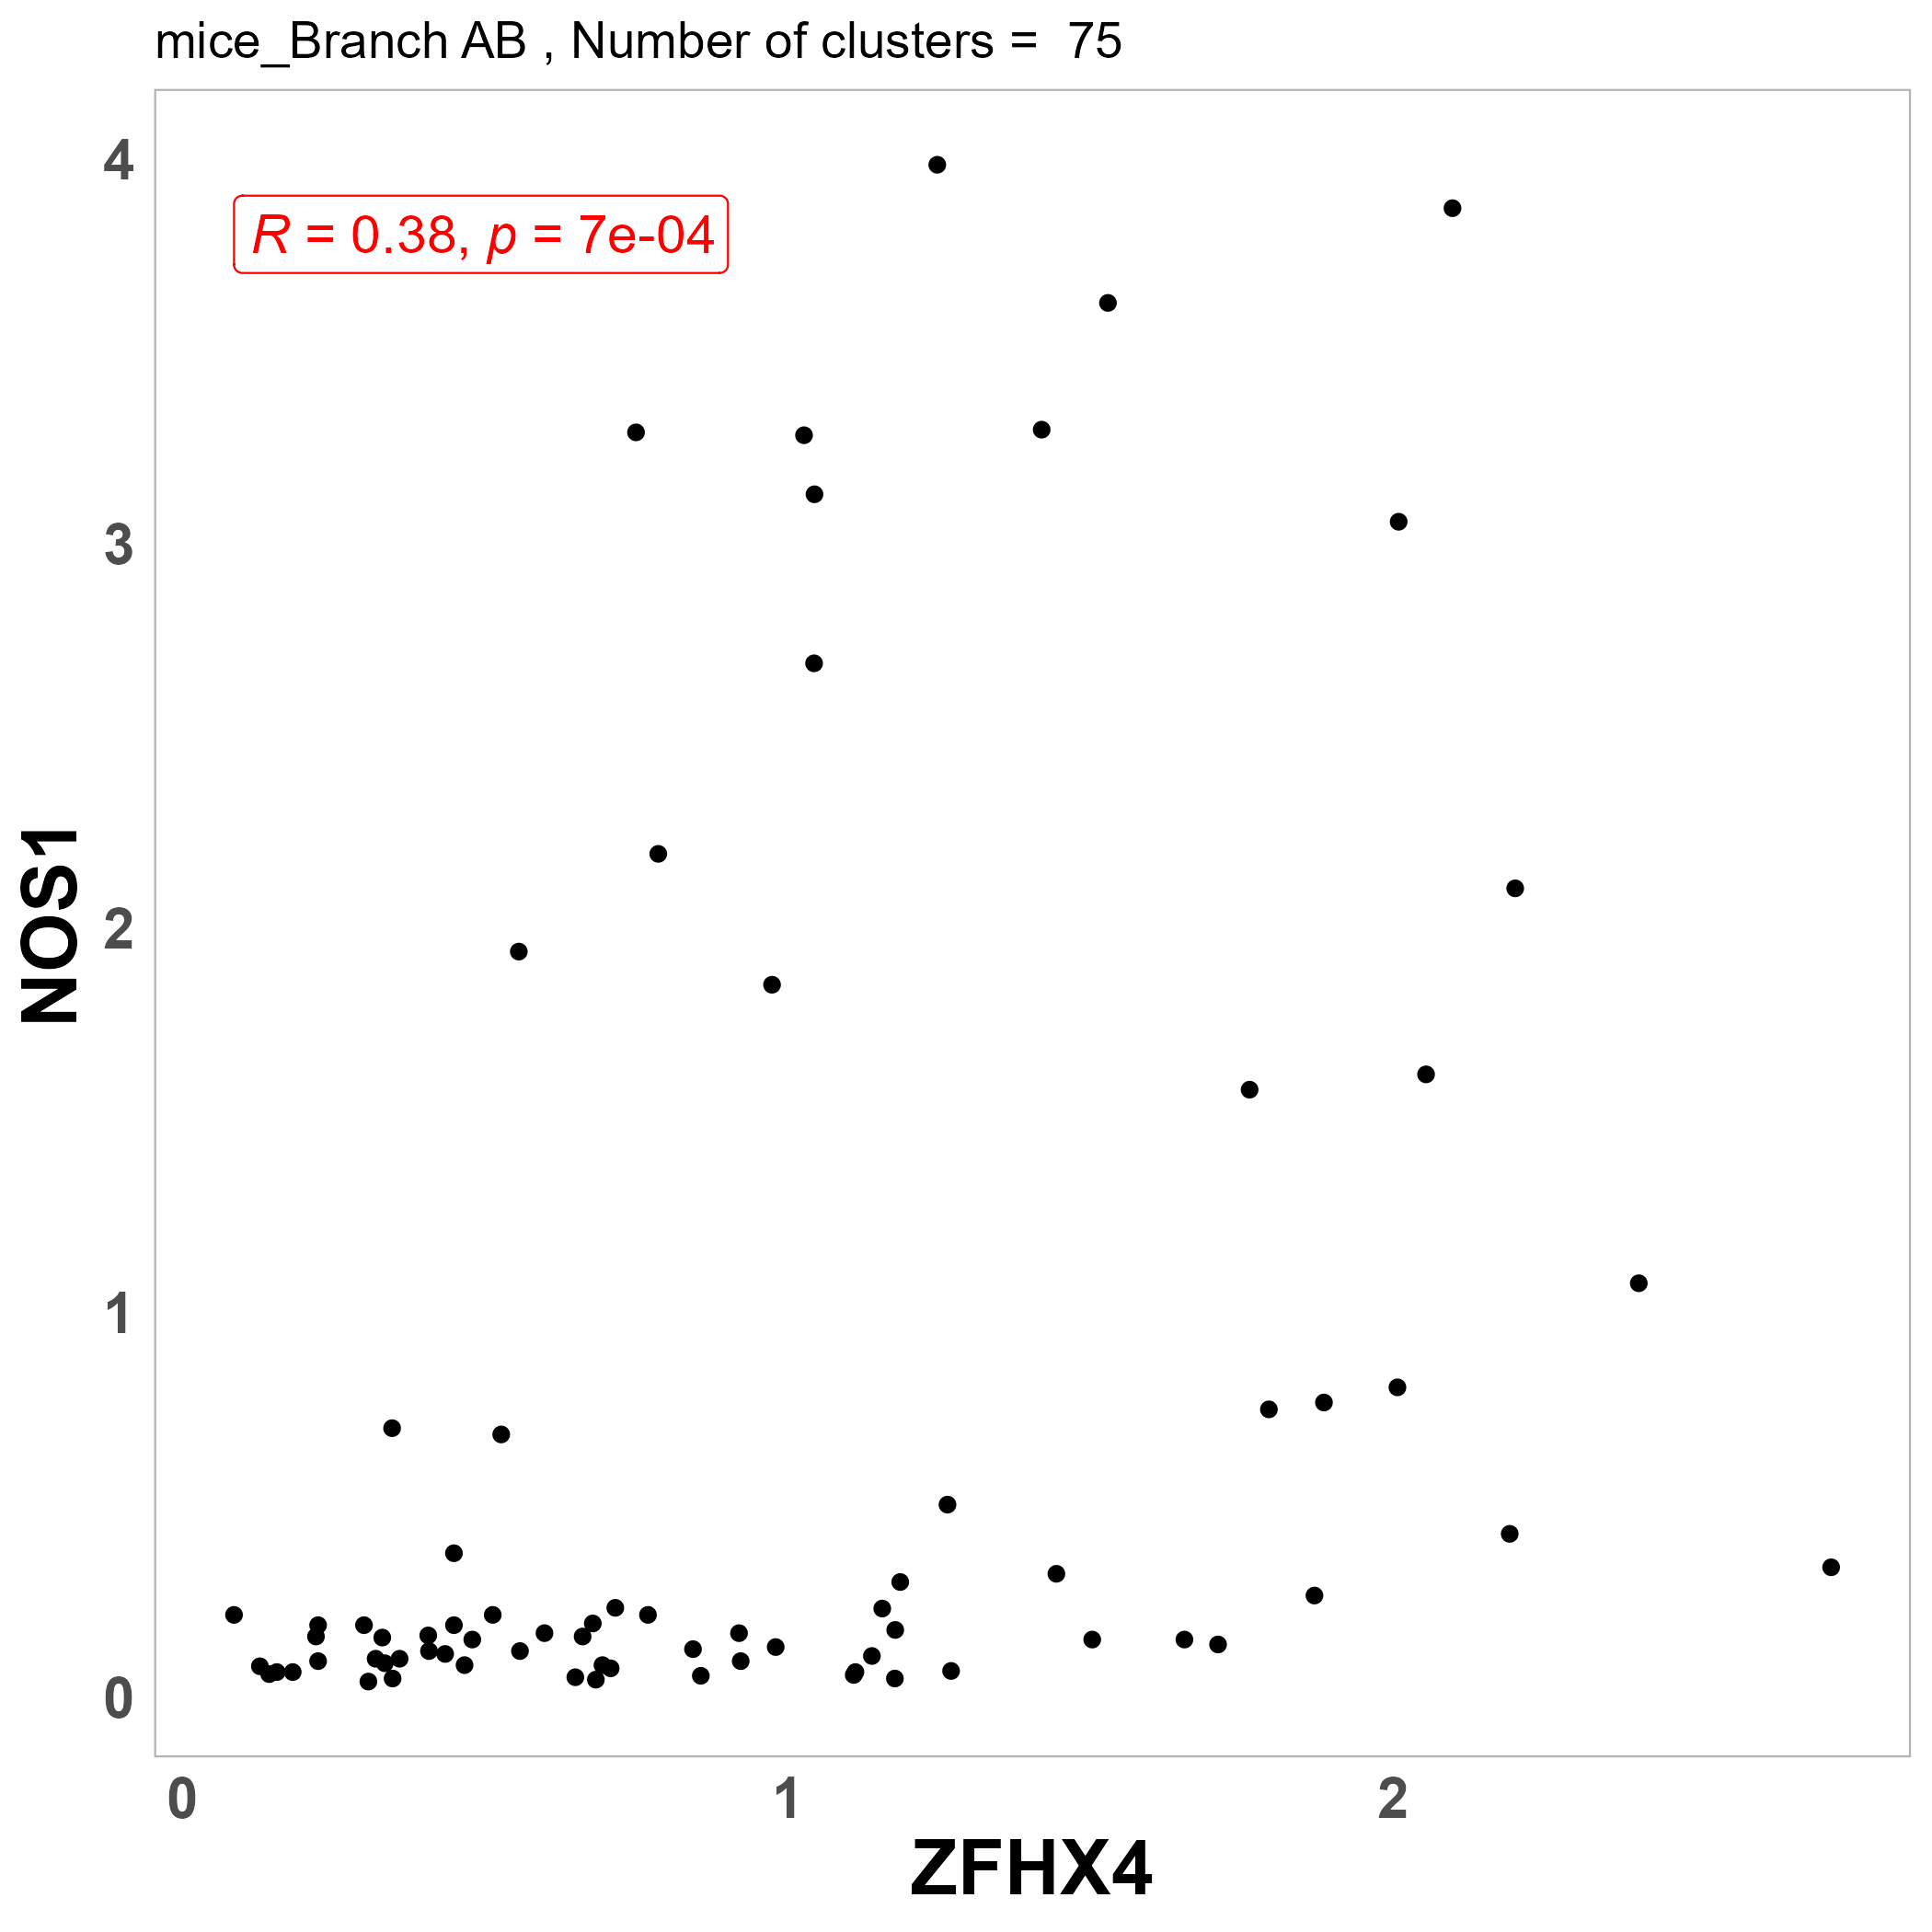 mice_Branch AB , Number of clusters =  75
4
R = 0.38, p = 7e-04
3
2
1
0
NOS1
0 1 2
ZFHX4